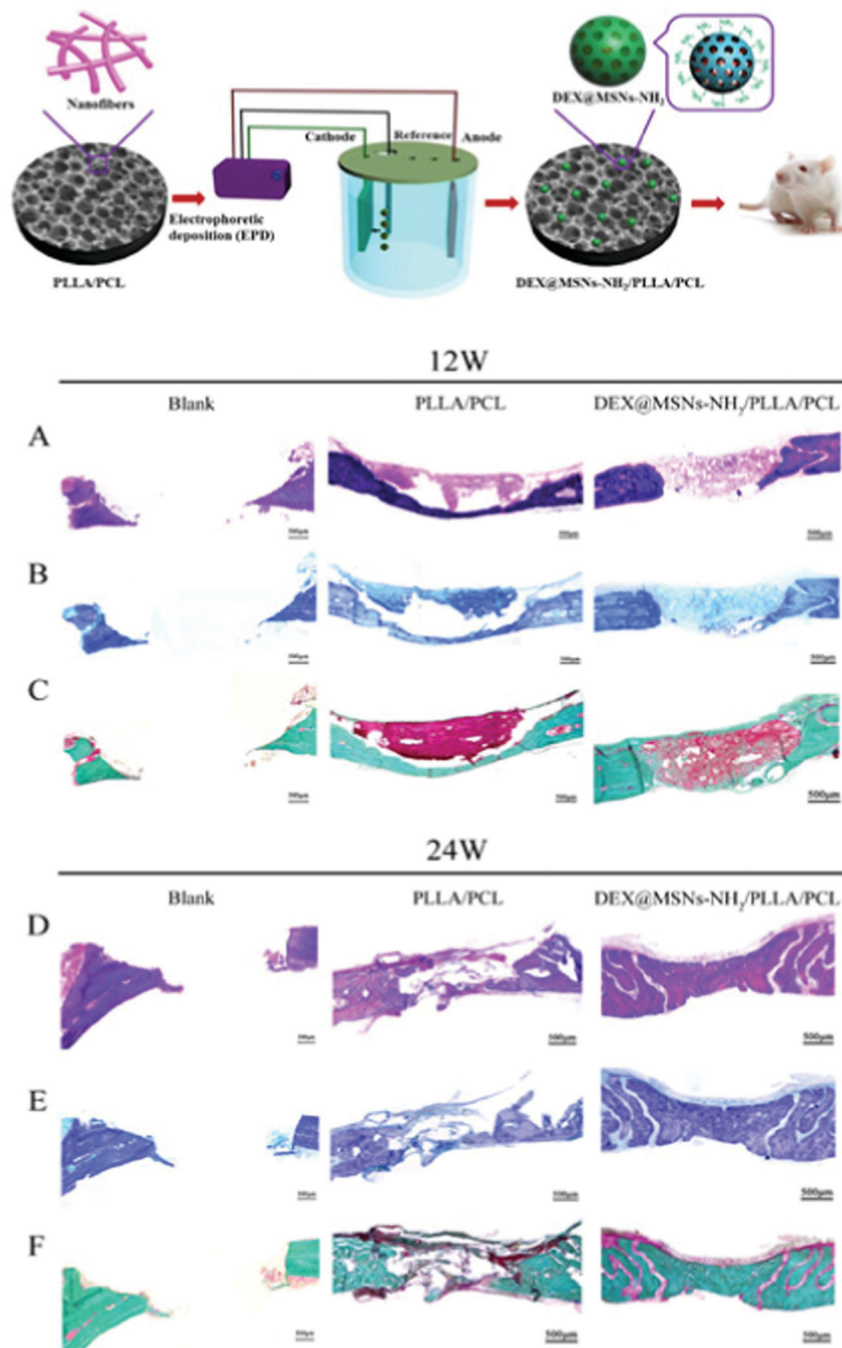 Nanofibers
DEX@MSNs-NH₂
Cathode Reference Anode
Electrophoretic
deposition (EPD)
PLLA/PCL
DEX@MSNs-NH₂/PLLA/PCL
12W
Blank PLLA/PCL DEX@MSNs-NH₂/PLLA/PCL
A
500μm
B
500μm
C
500μm
24W
Blank PLLA/PCL DEX@MSNs-NH₂/PLLA/PCL
D
500μm 500μm
E
500μm 500μm
F
500μm 500μm